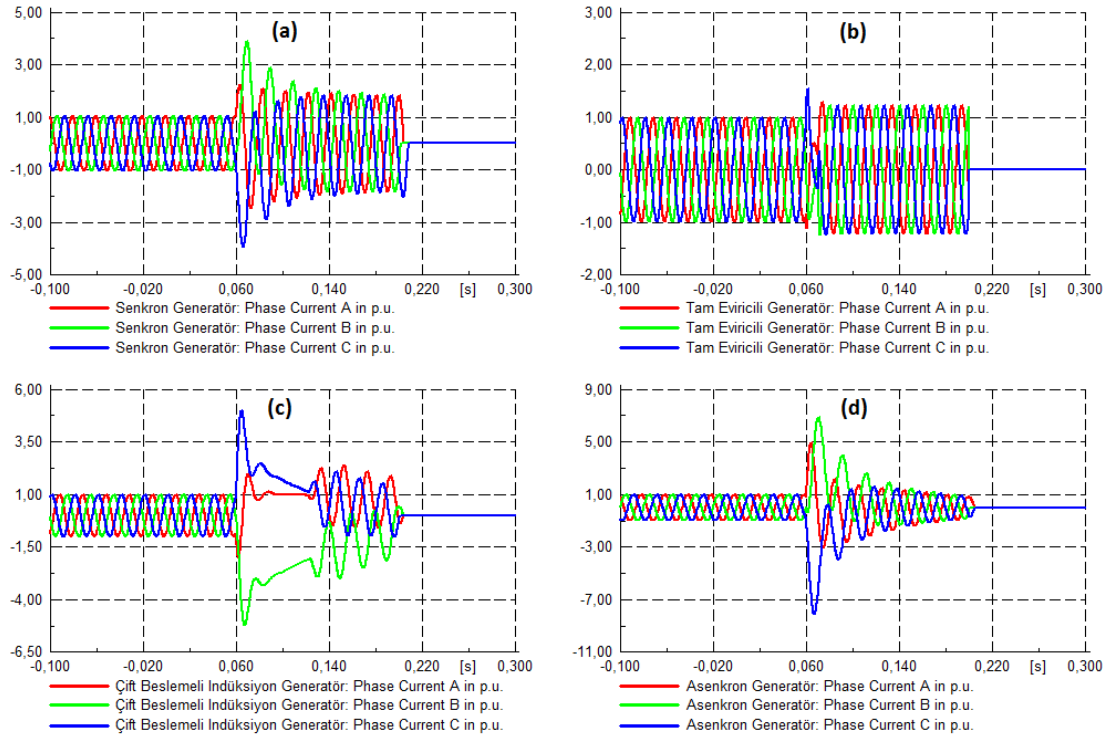 (a)
5,00
3,00
1,00
-1,00
-3,00
-5,00
-0,100 -0,020 0,060 0,140 0,220 [s] 0,300
Senkron Generatör: Phase Current A in p.u.
Senkron Generatör: Phase Current B in p.u.
Senkron Generatör: Phase Current C in p.u.
(b)
3,00
2,00
1,00
0,00
-1,00
-2,00
-0,100 -0,020 0,060 0,140 0,220 [s] 0,300
Tam Eviricili Generatör: Phase Current A in p.u.
Tam Eviricili Generatör: Phase Current B in p.u.
Tam Eviricili Generatör: Phase Current C in p.u.
(c)
6,00
3,50
1,00
-1,50
-4,00
-6,50
-0,100 -0,020 0,060 0,140 0,220 [s] 0,300
Çift Beslemeli Indüksiyon Generatör: Phase Current A in p.u.
Çift Beslemeli Indüksiyon Generatör: Phase Current B in p.u.
Çift Beslemeli Indüksiyon Generatör: Phase Current C in p.u.
(d)
9,00
5,00
1,00
-3,00
-7,00
-11,00
-0,100 -0,020 0,060 0,140 0,220 [s] 0,300
Asenkron Generatör: Phase Current A in p.u.
Asenkron Generatör: Phase Current B in p.u.
Asenkron Generatör: Phase Current C in p.u.